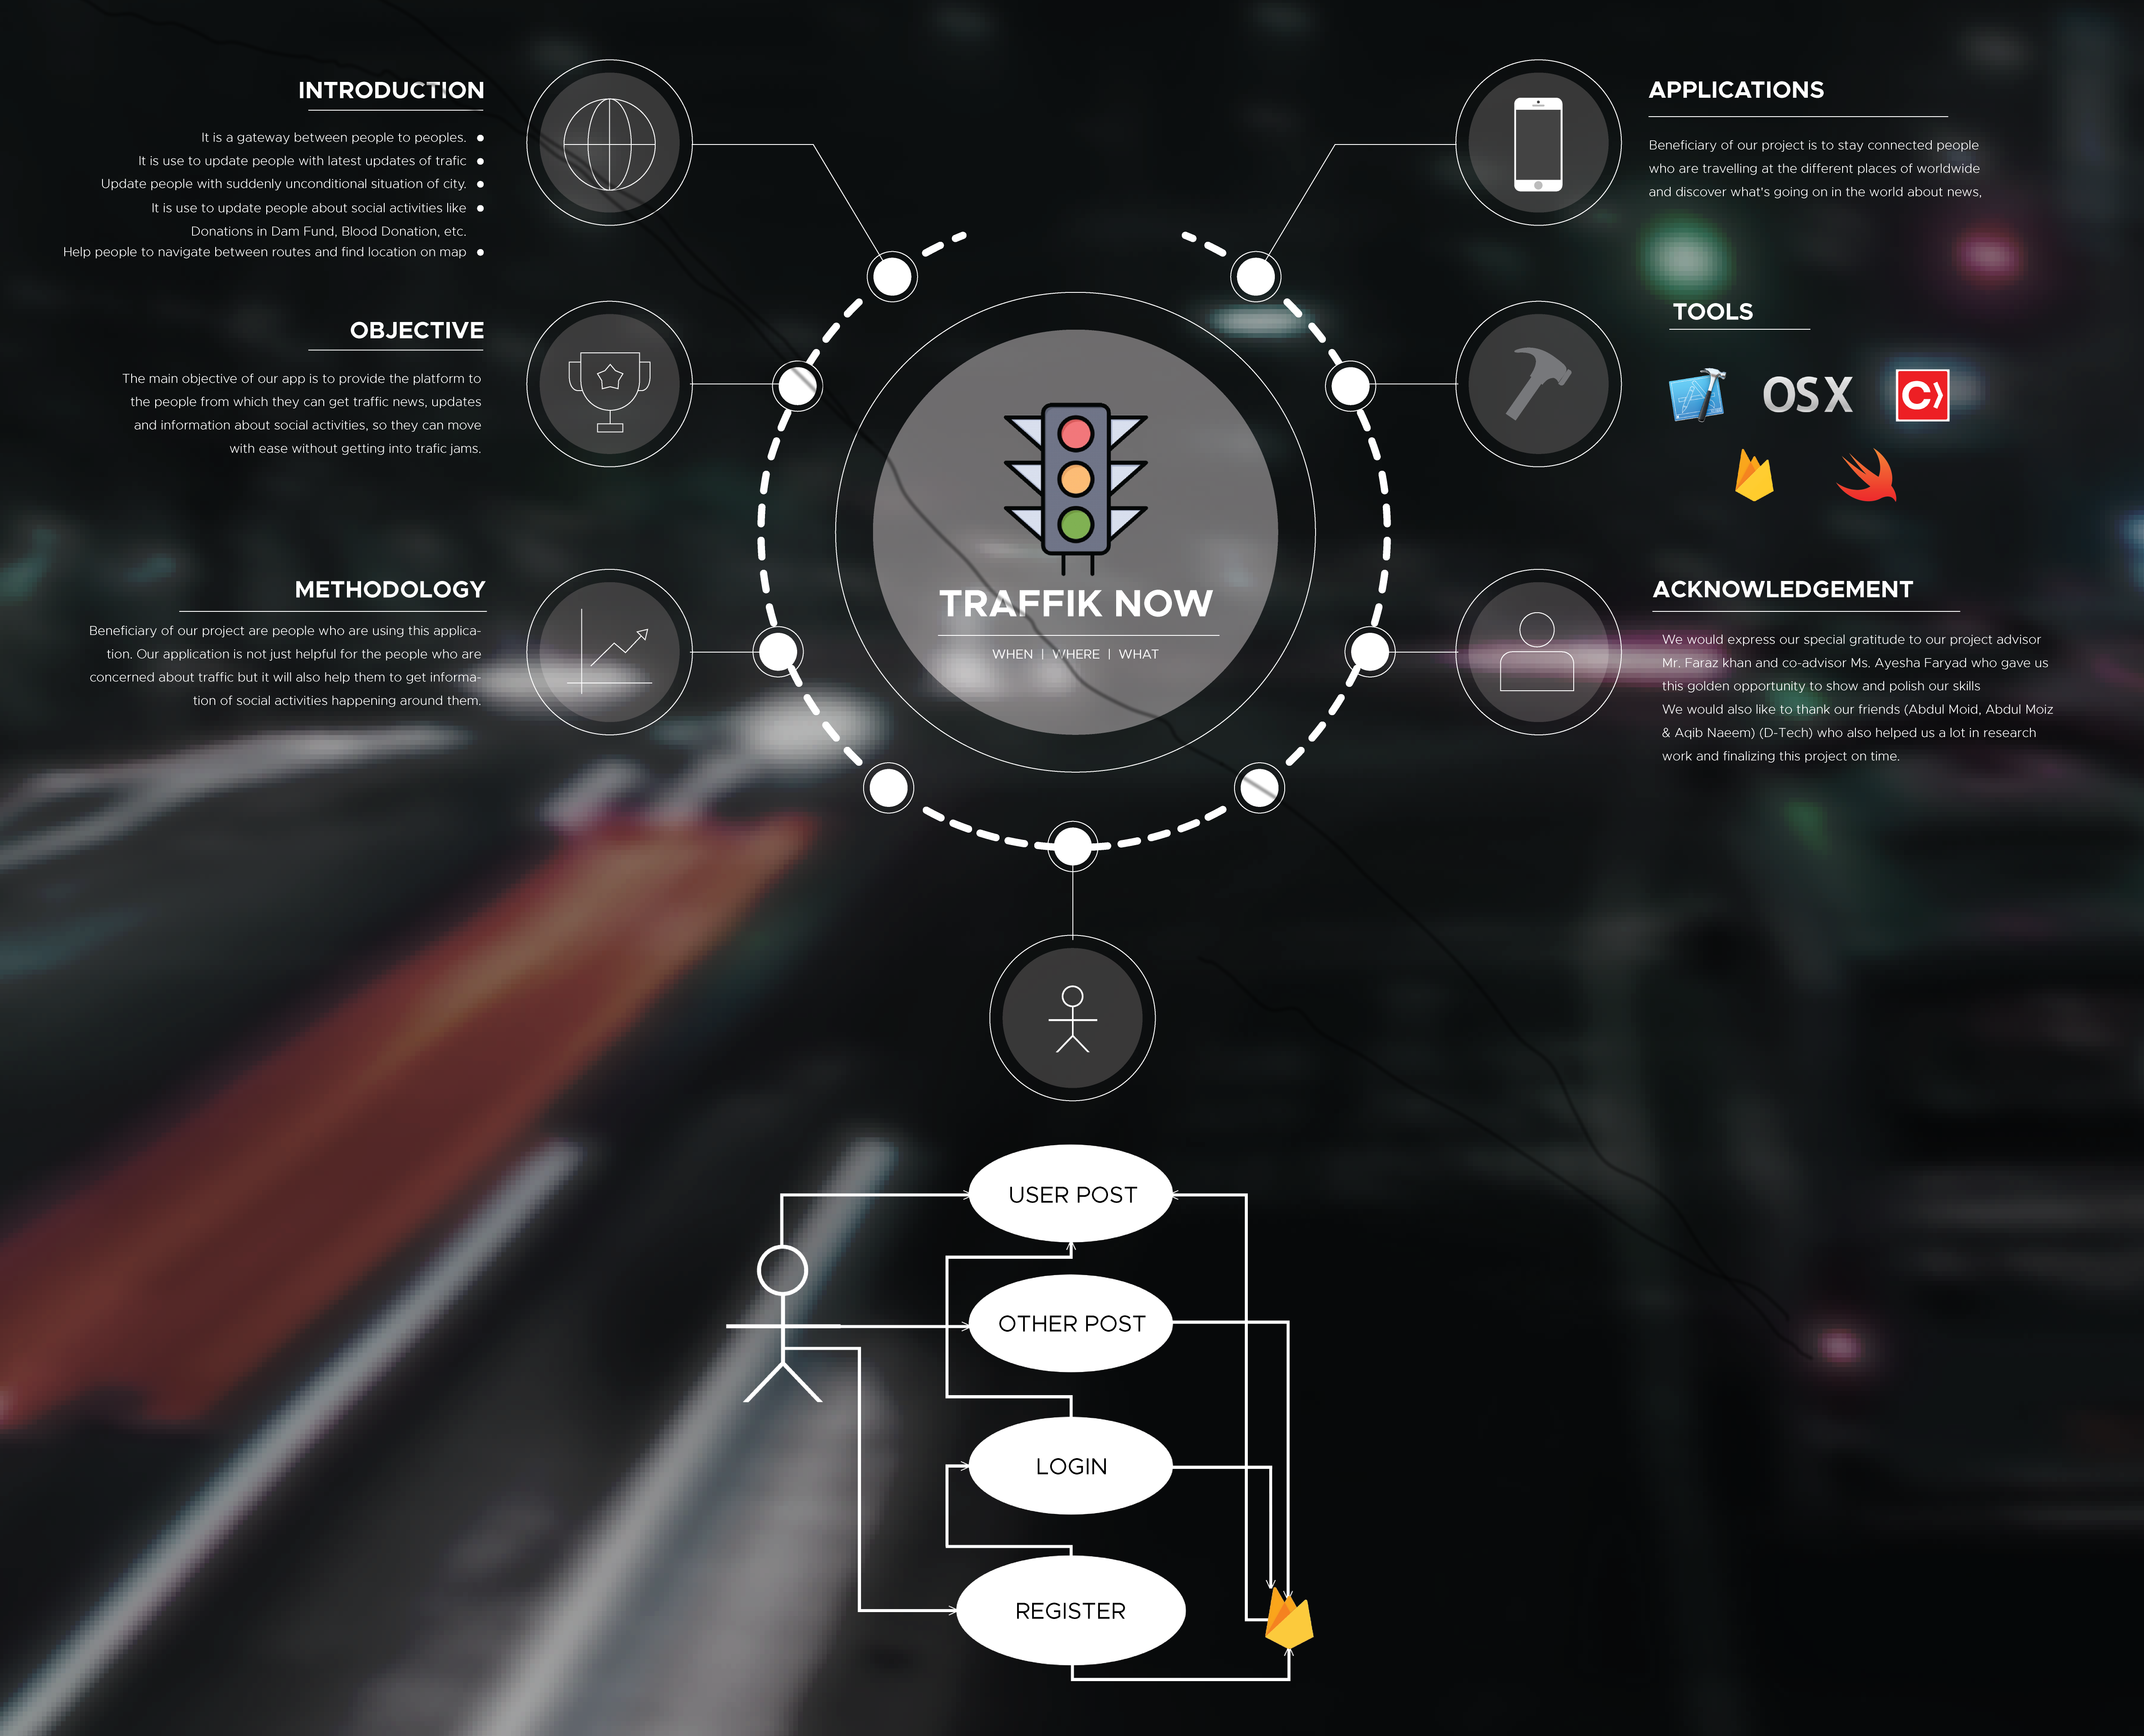 INTRODUCTION
It is a gateway between people to peoples.
It is use to update people with latest updates of trafic
Update people with suddenly unconditional situation of city.
It is use to update people about social activities like
Donations in Dam Fund, Blood Donation, etc.
Help people to navigate between routes and find location on map
OBJECTIVE
The main objective of our app is to provide the platform to
the people from which they can get traffic news, updates
and information about social activities, so they can move
with ease without getting into trafic jams.
METHODOLOGY
Beneficiary of our project are people who are using this applica-
tion. Our application is not just helpful for the people who are
concerned about traffic but it will also help them to get informa-
tion of social activities happening around them.
TRAFFIK NOW
WHEN | WHERE | WHAT
APPLICATIONS
Beneficiary of our project is to stay connected people
who are travelling at the different places of worldwide
and discover what's going on in the world about news,
TOOLS
OS X
C
ACKNOWLEDGEMENT
We would express our special gratitude to our project advisor
Mr. Faraz khan and co-advisor Ms. Ayesha Faryad who gave us
this golden opportunity to show and polish our skills
We would also like to thank our friends (Abdul Moid, Abdul Moiz
& Aqib Naeem) (D-Tech) who also helped us a lot in research
work and finalizing this project on time.
USER POST
OTHER POST
LOGIN
REGISTER